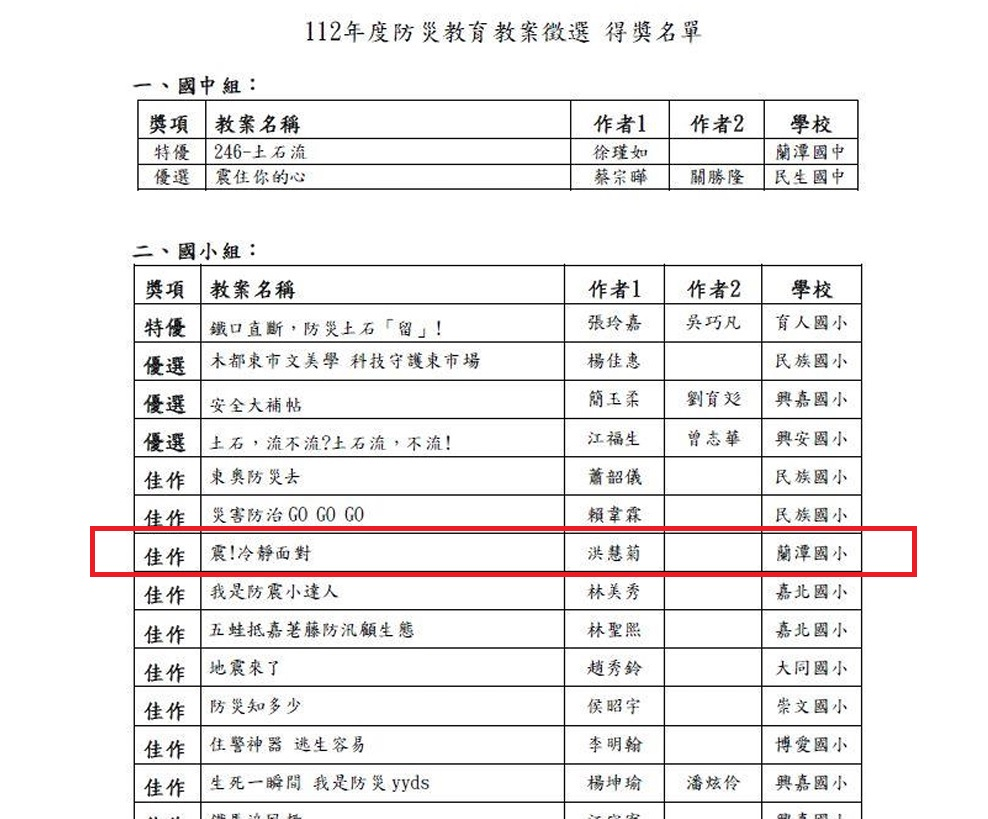 112年度防災教育教案徵選 得獎名單
一、國中組：
獎項 教案名稱 作者1 作者2 學校
特優 246-土石流 徐瑾如 蘭潭國中
優選 震住你的心 蔡宗曄 關勝隆 民生國中
二、國小組：
獎項 教案名稱 作者1 作者2 學校
特優 鐵口直斷，防災土石「留」! 張玲嘉 吳巧凡 育人國小
優選 木都東市文美學 科技守護東市場 楊佳惠 民族國小
優選 安全大補帖 簡玉柔 劉育彣 興嘉國小
優選 土石，流不流?土石流，不流! 江福生 曾志華 興安國小
佳作 東奧防災去 蕭韶儀 民族國小
佳作 災害防治 GO GO GO 賴韋霖 民族國小
佳作 震!冷靜面對 洪慧菊 蘭潭國小
佳作 我是防震小達人 林美秀 嘉北國小
佳作 五蛙抵嘉荖藤防汛顧生態 林聖熙 嘉北國小
佳作 地震來了 趙秀鈴 大同國小
佳作 防災知多少 侯昭宇 崇文國小
佳作 住警神器 逃生容易 李明翰 博愛國小
佳作 生死一瞬間 我是防災 yyds 楊坤瑜 潘炫伶 興嘉國小